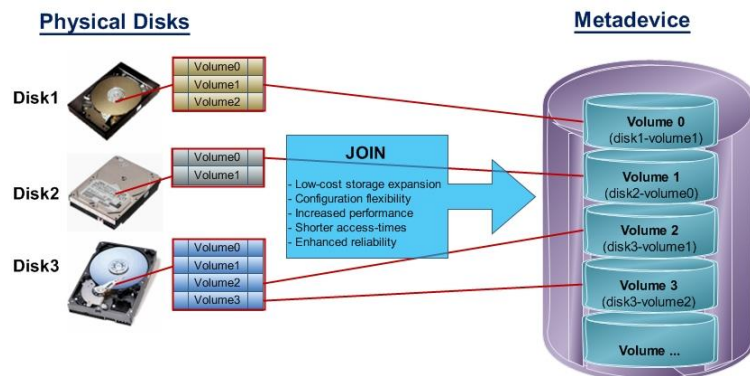 Physical Disks
Metadevice
Disk1
Volume0
Volume1
Volume2
Disk2
Volume0
Volume1
Disk3
Volume0
Volume1
Volume2
Volume3
JOIN
- Low-cost storage expansion
- Configuration flexibility
- Increased performance
- Shorter access-times
- Enhanced reliability
Volume 0
(disk1-volume1)
Volume 1
(disk2-volume0)
Volume 2
(disk3-volume1)
Volume 3
(disk3-volume2)
Volume ...